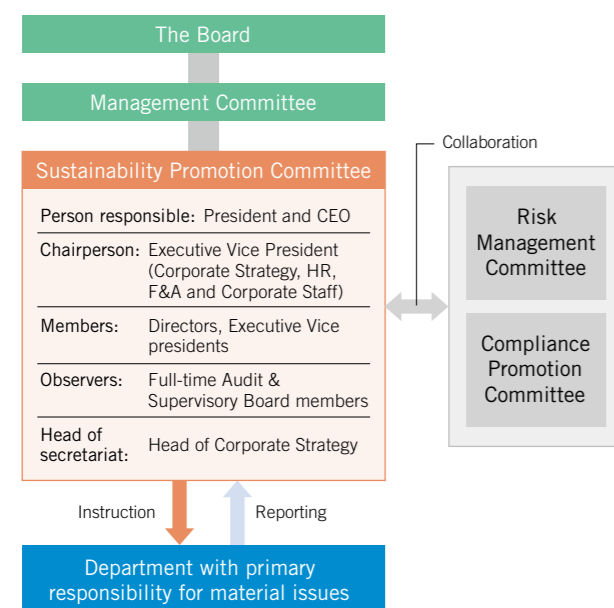 The Board
Management Committee
Sustainability Promotion Committee
Collaboration
Person responsible: President and CEO
Chairperson: Executive Vice President
(Corporate Strategy, HR,
F&A and Corporate Staff)
Members: Directors, Executive Vice
presidents
Observers: Full-time Audit &
Supervisory Board members
Head of
secretariat: Head of Corporate Strategy
Risk
Management
Committee
Compliance
Promotion
Committee
Instruction
Reporting
Department with primary
responsibility for material issues